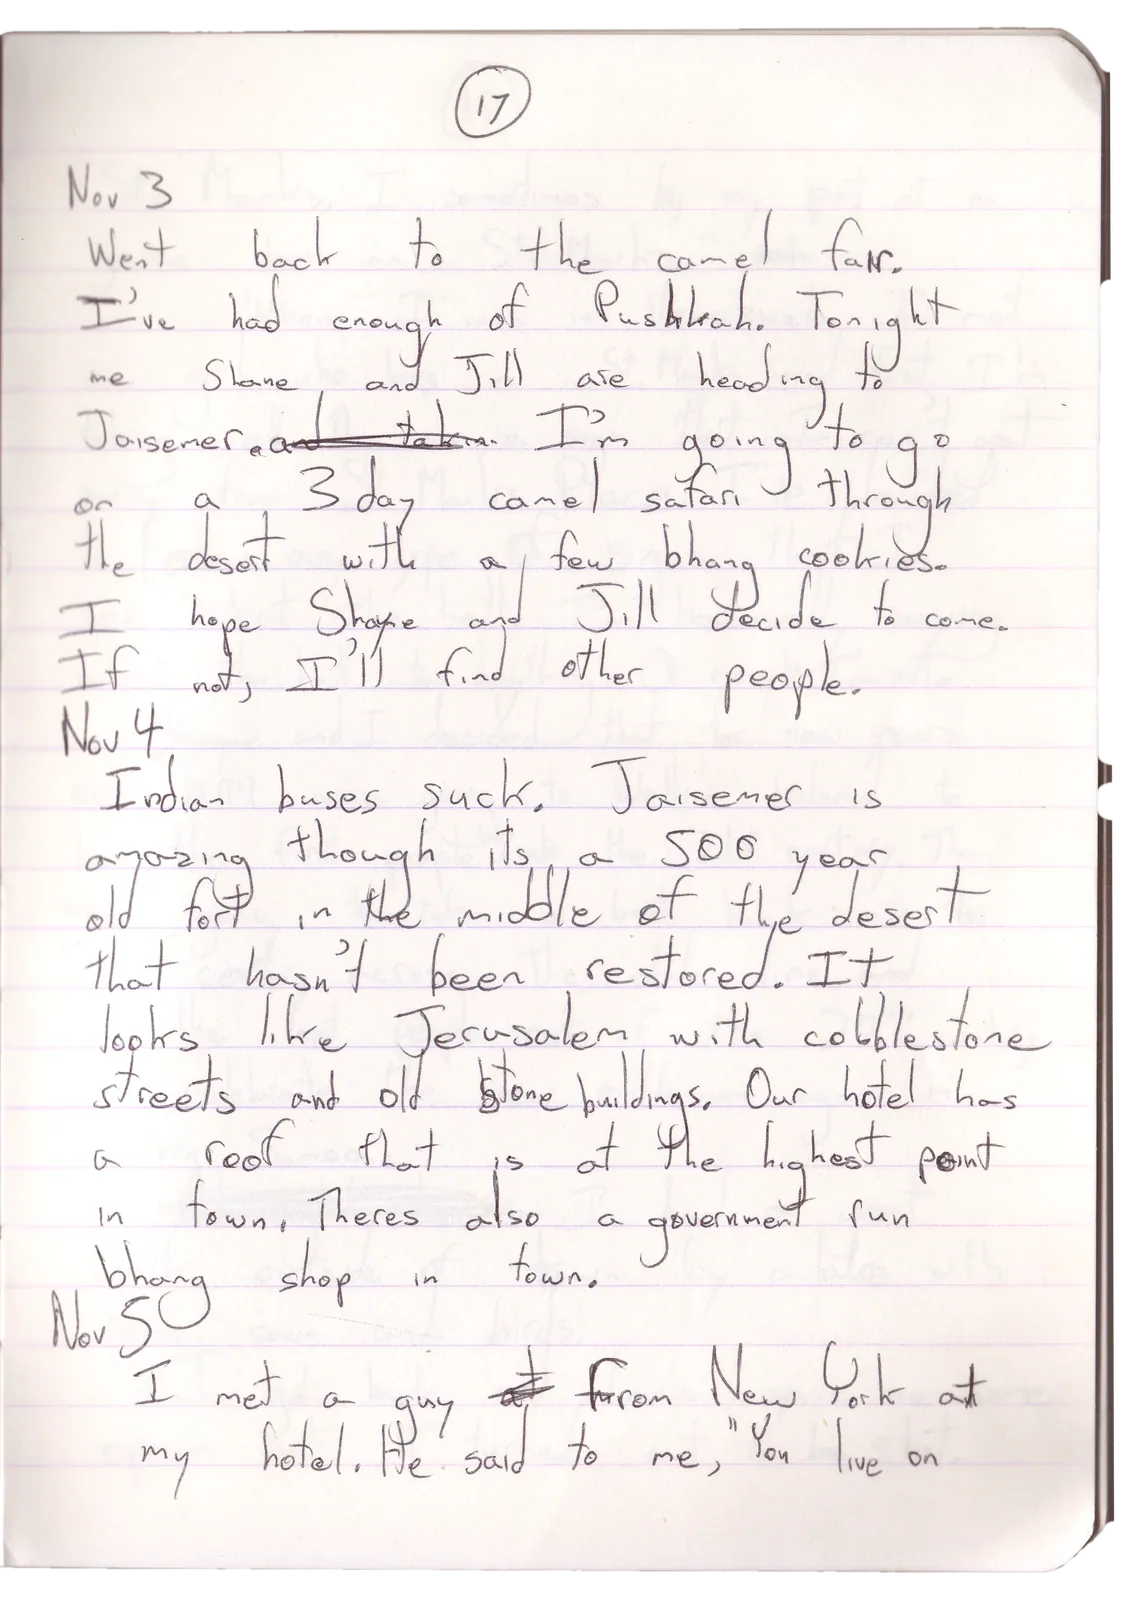 17
Nov 3
Went back to the camel fair.
I've had enough of Pushkah. Tonight
me Shane, and Jill are heading to
Jaisemer. I'm going to go
on a 3 day camel safari through
the desert with a few bhang cookies.
I hope Shane and Jill decide to come.
If not, I'll find other people.
Nov 4
Indian buses suck. Jaisemer is
amazing though its a 500 year
old fort in the middle of the desert
that hasn't been restored. It
looks like Jerusalem with cobblestone
streets and old stone buildings. Our hotel has
a roof that is at the highest point
in town. Theres also a government run
bhang shop in town.
Nov 5
I met a guy from New York at
my hotel. He said to me, "You live on